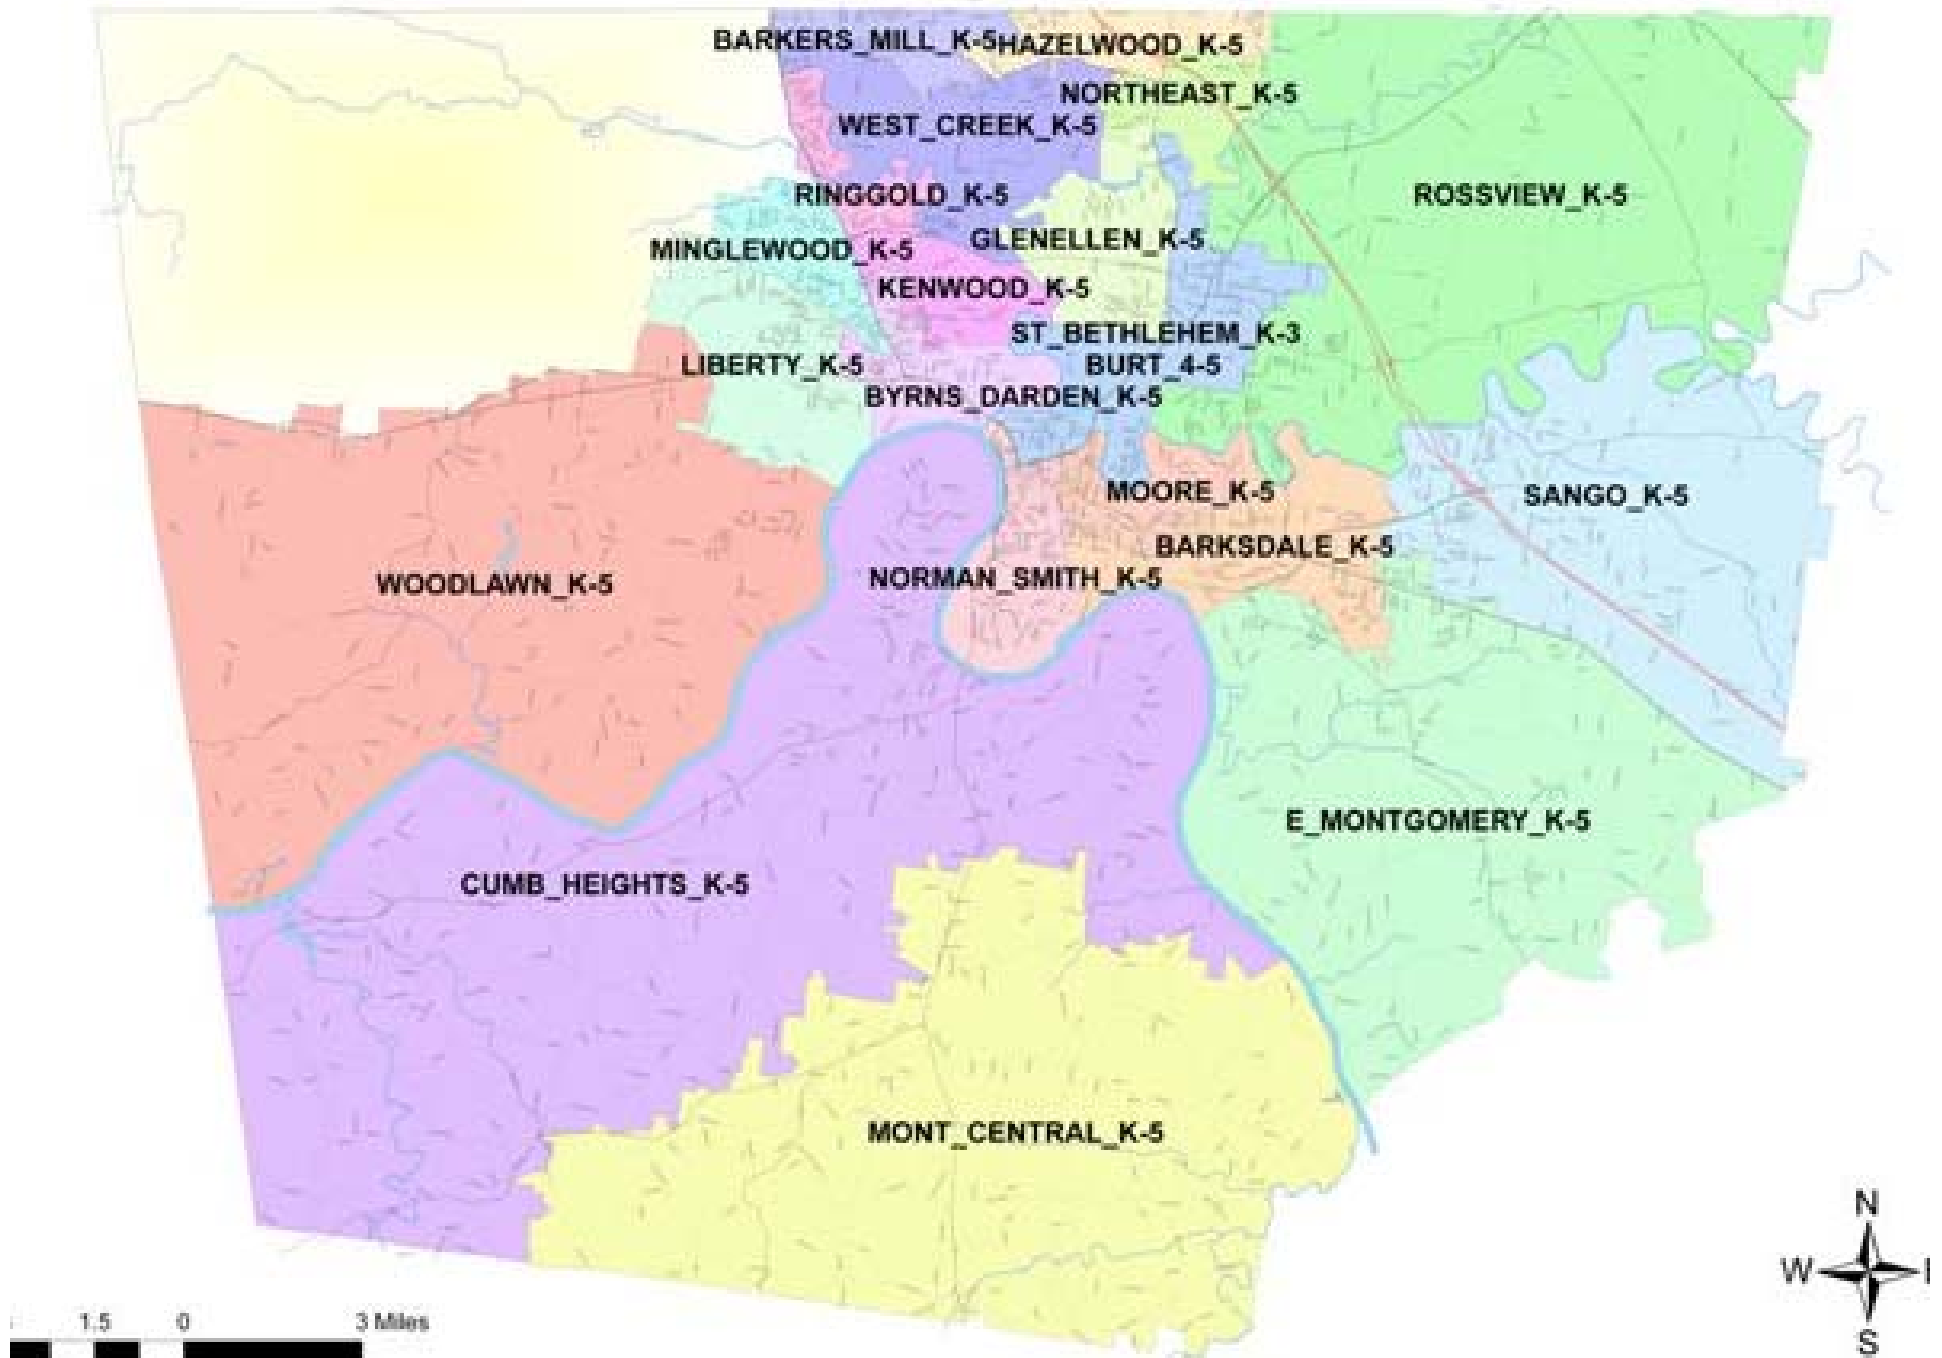 BARKERS_MILL_K-5
HAZELWOOD_K-5
NORTHEAST_K-5
WEST_CREEK_K-5
RINGGOLD_K-5
ROSSVIEW_K-5
GLENELLEN_K-5
MINGLEWOOD_K-5
KENWOOD_K-5
ST_BETHLEHEM_K-3
LIBERTY_K-5
BURT_4-5
BYRNS_DARDEN_K-5
MOORE_K-5
SANGO_K-5
BARKSDALE_K-5
NORMAN_SMITH_K-5
WOODLAWN_K-5
E_MONTGOMERY_K-5
CUMB_HEIGHTS_K-5
MONT_CENTRAL_K-5
N
W
S
1.5 0 3 Miles